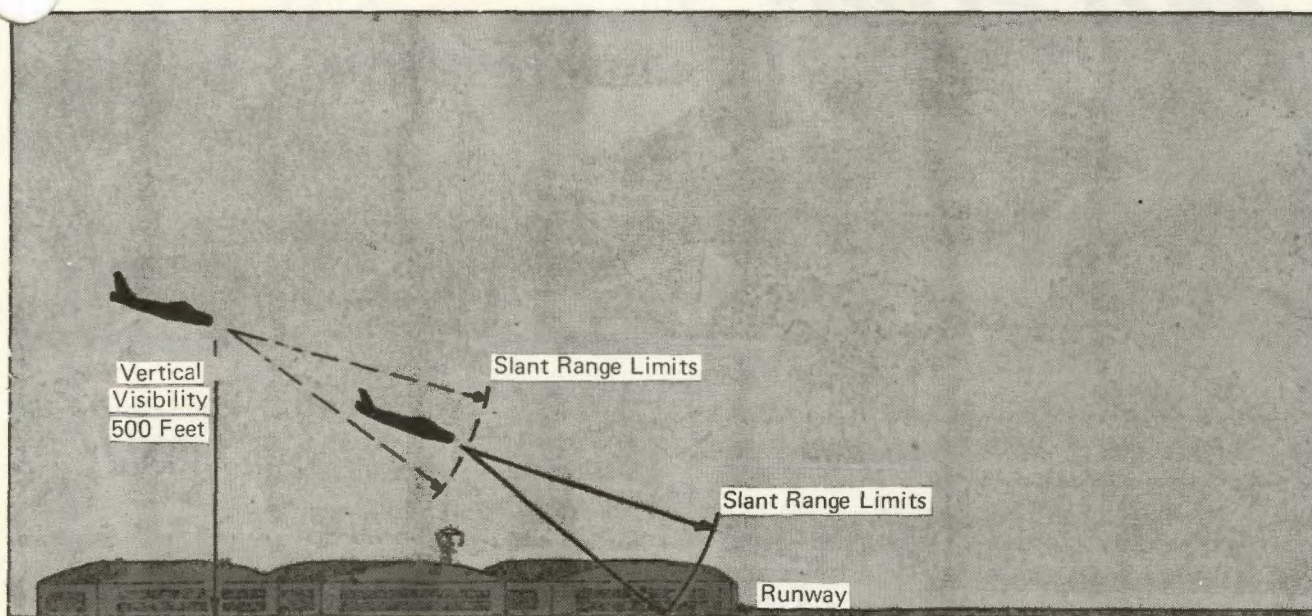 Vertical
Visibility
500 Feet
Slant Range Limits
Slant Range Limits
Runway